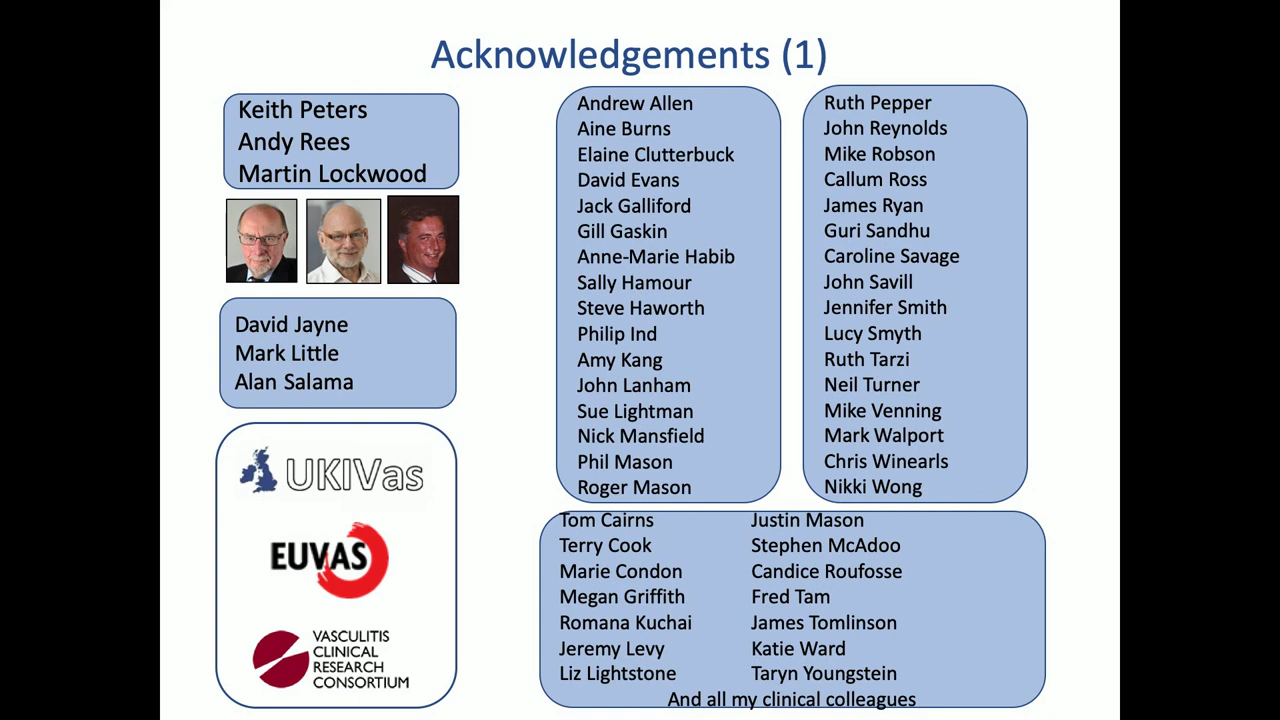 Acknowledgements (1)
Keith Peters
Andy Rees
Martin Lockwood
David Jayne
Mark Little
Alan Salama
UKIVas
EUVAS
VASCULITIS
CLINICAL
RESEARCH
CONSORTIUM
Andrew Allen
Aine Burns
Elaine Clutterbuck
David Evans
Jack Galliford
Gill Gaskin
Anne-Marie Habib
Sally Hamour
Steve Haworth
Philip Ind
Amy Kang
John Lanham
Sue Lightman
Nick Mansfield
Phil Mason
Roger Mason
Ruth Pepper
John Reynolds
Mike Robson
Callum Ross
James Ryan
Guri Sandhu
Caroline Savage
John Savill
Jennifer Smith
Lucy Smyth
Ruth Tarzi
Neil Turner
Mike Venning
Mark Walport
Chris Winearls
Nikki Wong
Tom Cairns
Terry Cook
Marie Condon
Megan Griffith
Romana Kuchai
Jeremy Levy
Liz Lightstone
Justin Mason
Stephen McAdoo
Candice Roufosse
Fred Tam
James Tomlinson
Katie Ward
Taryn Youngstein
And all my clinical colleagues